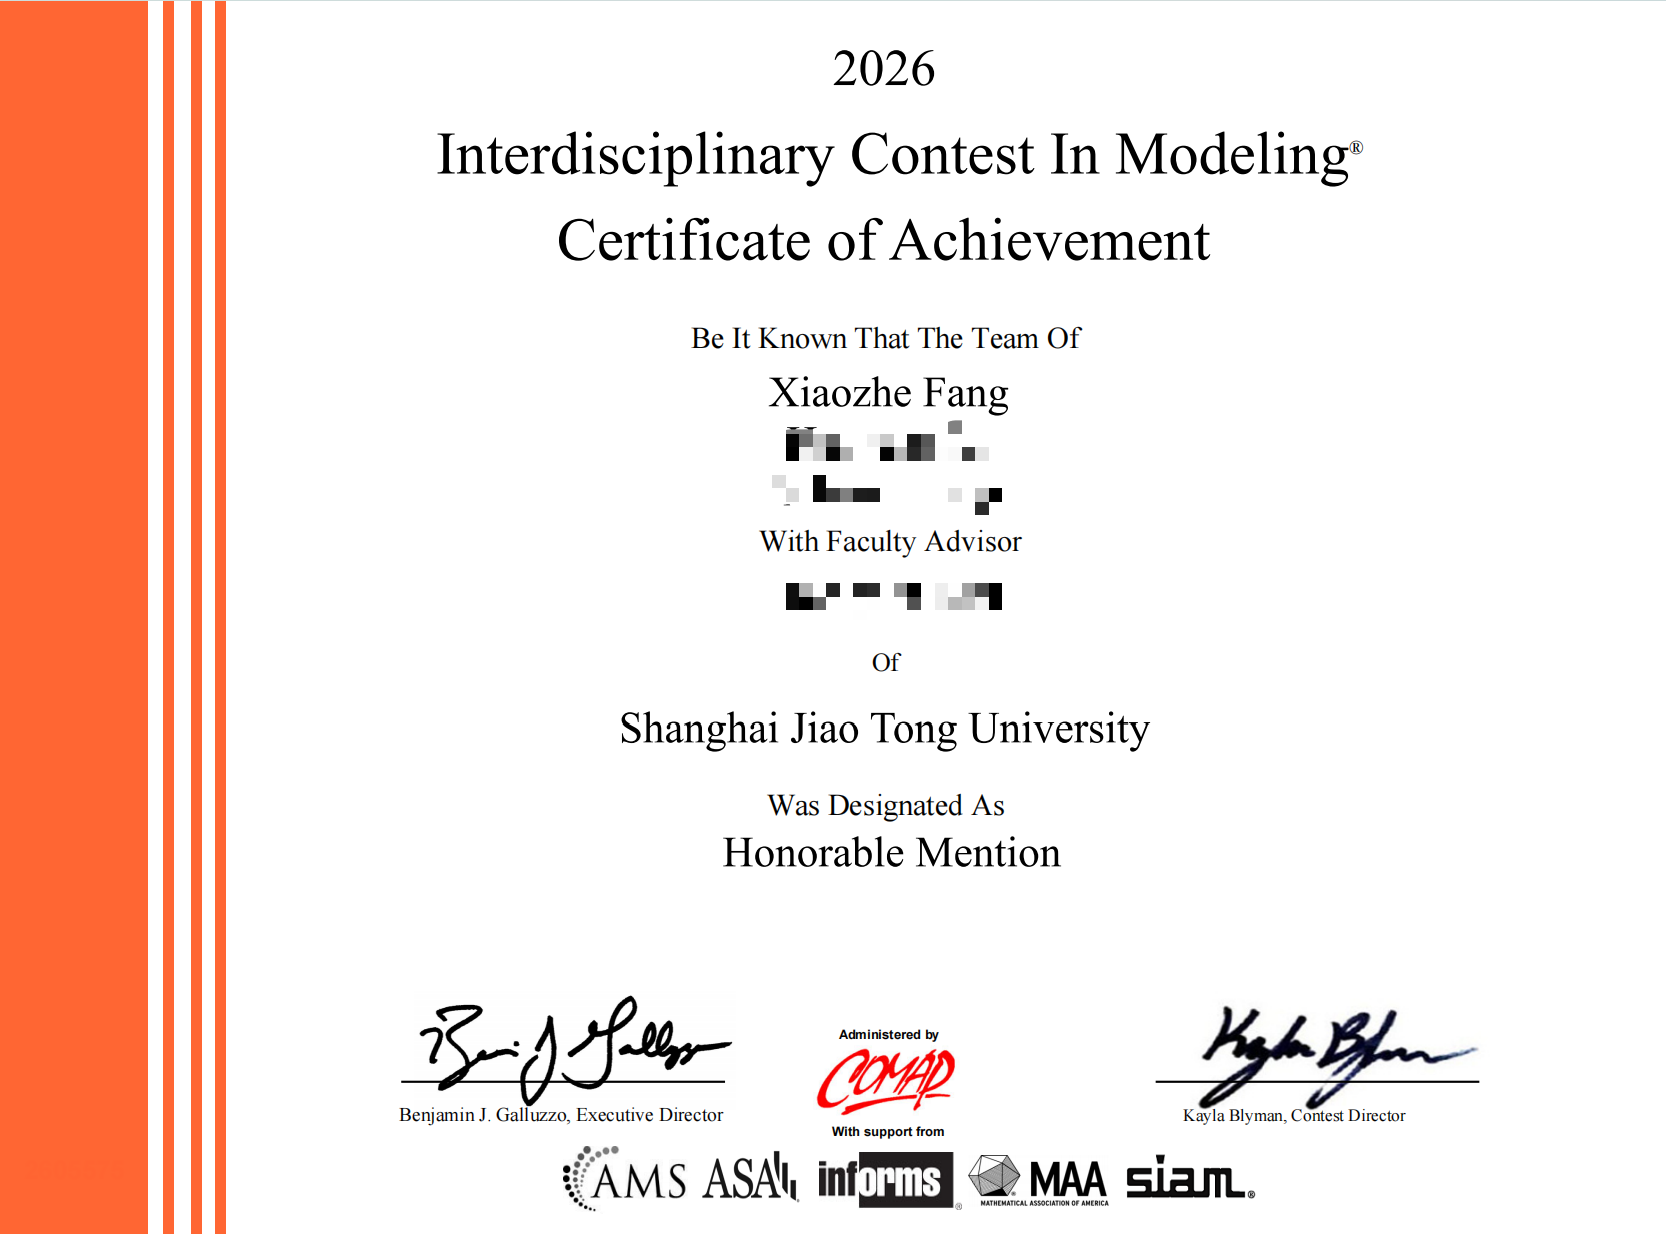 2026
Interdisciplinary Contest In Modeling®
Certificate of Achievement
Be It Known That The Team Of
Xiaozhe Fang
With Faculty Advisor
Of
Shanghai Jiao Tong University
Was Designated As
Honorable Mention
Administered by
COMAP
Benjamin J. Galluzzo, Executive Director
Kayla Blyman, Contest Director
With support from
AMS ASA informs® MAA siam®
MATHEMATICAL ASSOCIATION OF AMERICA